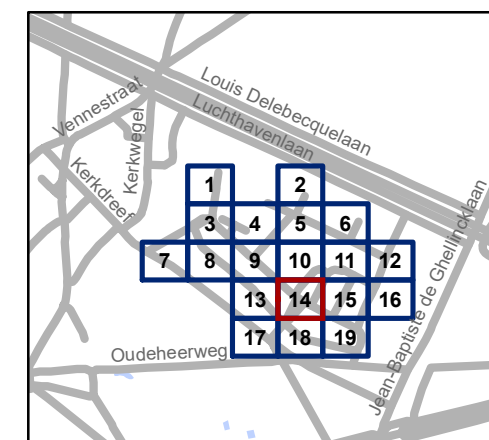 Louis Delebecquelaan
Luchthavenlaan
Vennestraat
Kerkwegel
Kerkdreef
1 2
3 4 5 6
7 8 9 10 11 12
13 14 15 16
17 18 19
Oudeheerweg
Jean-Baptiste de Ghellincklaan